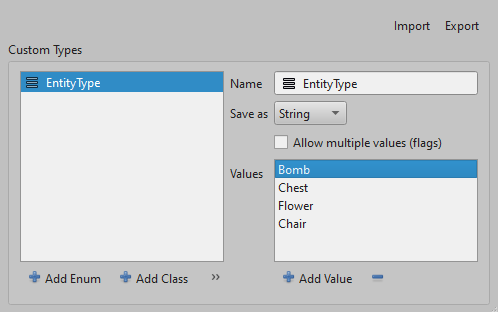 Import Export
Custom Types
EntityType
Name EntityType
Save as String
Allow multiple values (flags)
Values
Bomb
Chest
Flower
Chair
Add Enum Add Class »
Add Value